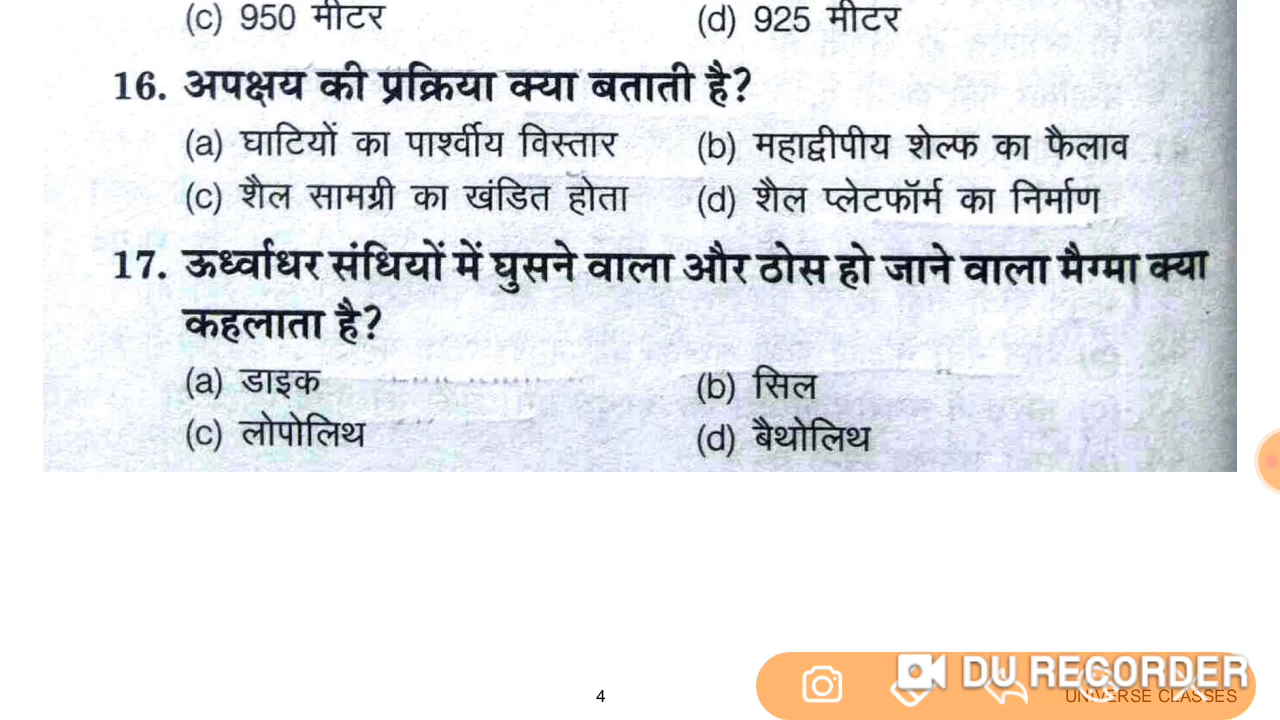 (c) 950 मीटर (d) 925 मीटर
16. अपक्षय की प्रक्रिया क्या बताती है?
(a) घाटियों का पार्श्वीय विस्तार (b) महाद्वीपीय शेल्फ का फैलाव
(c) शैल सामग्री का खंडित होता (d) शैल प्लेटफॉर्म का निर्माण
17. ऊर्ध्वाधर संधियों में घुसने वाला और ठोस हो जाने वाला मैग्मा क्या
कहलाता है?
(a) डाइक (b) सिल
(c) लोपोलिथ (d) बैथोलिथ
DU RECORDER
4 UNIVERSE CLASSES